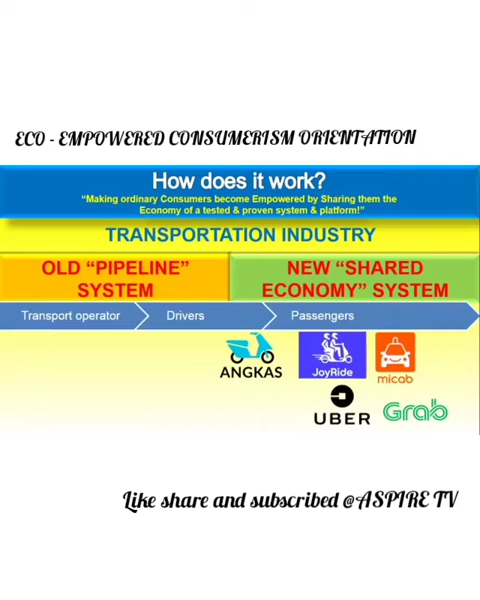 ECO - EMPOWERED CONSUMERISM ORIENTATION
How does it work?
"Making ordinary Consumers become Empowered by Sharing them the
Economy of a tested & proven system & platform!"
TRANSPORTATION INDUSTRY
OLD "PIPELINE"
SYSTEM
NEW "SHARED
ECONOMY" SYSTEM
Transport operator
Drivers
Passengers
ANGKAS
JoyRide
micab
UBER
Grab
Like share and subscribed @ASPIRE TV